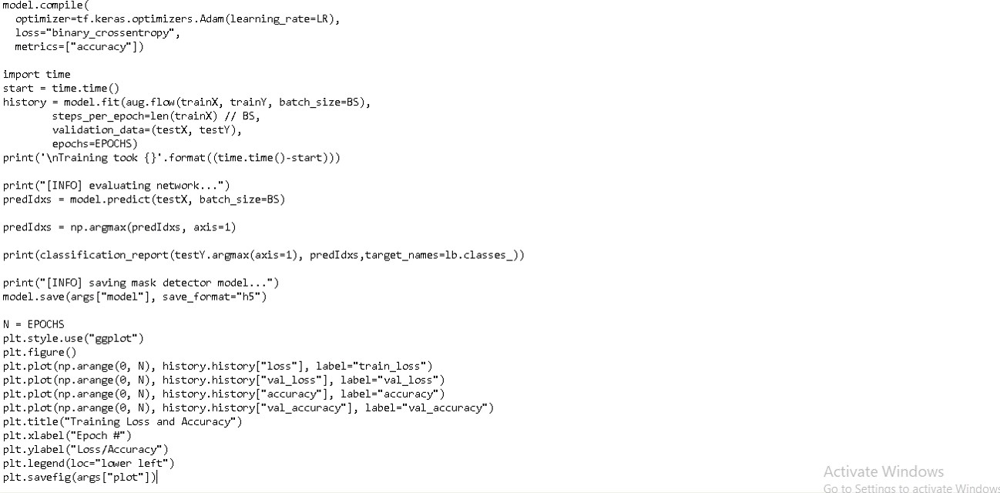 model.compile(
  optimizer=tf.keras.optimizers.Adam(learning_rate=LR),
  loss="binary_crossentropy",
  metrics=["accuracy"])

import time
start = time.time()
history = model.fit(aug.flow(trainX, trainY, batch_size=BS),
        steps_per_epoch=len(trainX) // BS,
        validation_data=(testX, testY),
        epochs=EPOCHS)
print('\nTraining took {}'.format((time.time()-start)))

print("[INFO] evaluating network...")
predIdxs = model.predict(testX, batch_size=BS)

predIdxs = np.argmax(predIdxs, axis=1)

print(classification_report(testY.argmax(axis=1), predIdxs,target_names=lb.classes_))

print("[INFO] saving mask detector model...")
model.save(args["model"], save_format="h5")

N = EPOCHS
plt.style.use("ggplot")
plt.figure()
plt.plot(np.arange(0, N), history.history["loss"], label="train_loss")
plt.plot(np.arange(0, N), history.history["val_loss"], label="val_loss")
plt.plot(np.arange(0, N), history.history["accuracy"], label="accuracy")
plt.plot(np.arange(0, N), history.history["val_accuracy"], label="val_accuracy")
plt.title("Training Loss and Accuracy")
plt.xlabel("Epoch #")
plt.ylabel("Loss/Accuracy")
plt.legend(loc="lower left")
plt.savefig(args["plot"])
Activate Windows
Go to Settings to activate Windows